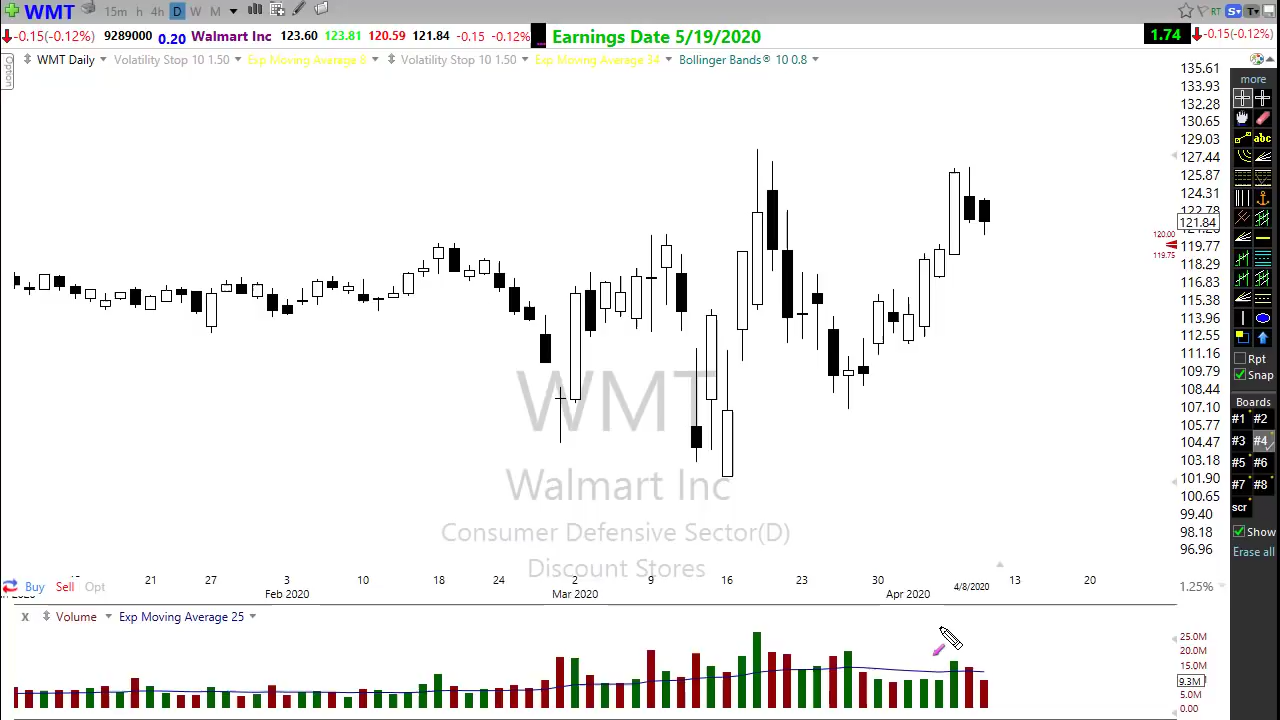 WMT 15m h 4h D W M RT S T
-0.15(-0.12%) 9289000 0.20 Walmart Inc 123.60 123.81 120.59 121.84 -0.15 -0.12% Earnings Date 5/19/2020 1.74 -0.15(-0.12%)
Option
WMT Daily Volatility Stop 10 1.50 Exp Moving Average 8 Volatility Stop 10 1.50 Exp Moving Average 34 Bollinger Bands® 10 0.8
135.61
133.93
132.28
130.65
129.03
127.44
125.87
124.31
122.78
121.84
120.00
119.77
119.75
118.29
116.83
115.38
113.96
112.55
111.16
109.79
108.44
107.10
105.77
104.47
103.18
101.90
100.65
99.40
98.18
96.96
WMT
Walmart Inc
Consumer Defensive Sector(D)
Discount Stores
21 27 3 10 18 24 2 9 16 23 30 13 20
Buy Sell Opt
1.25%
Feb 2020 Mar 2020 Apr 2020 4/8/2020
X Volume Exp Moving Average 25
25.0M
20.0M
15.0M
9.3M
5.0M
0.00
more
abc
Rpt
Snap
Boards
#1 #2
#3 #4
#5 #6
#7 #8
scr
Show
Erase all